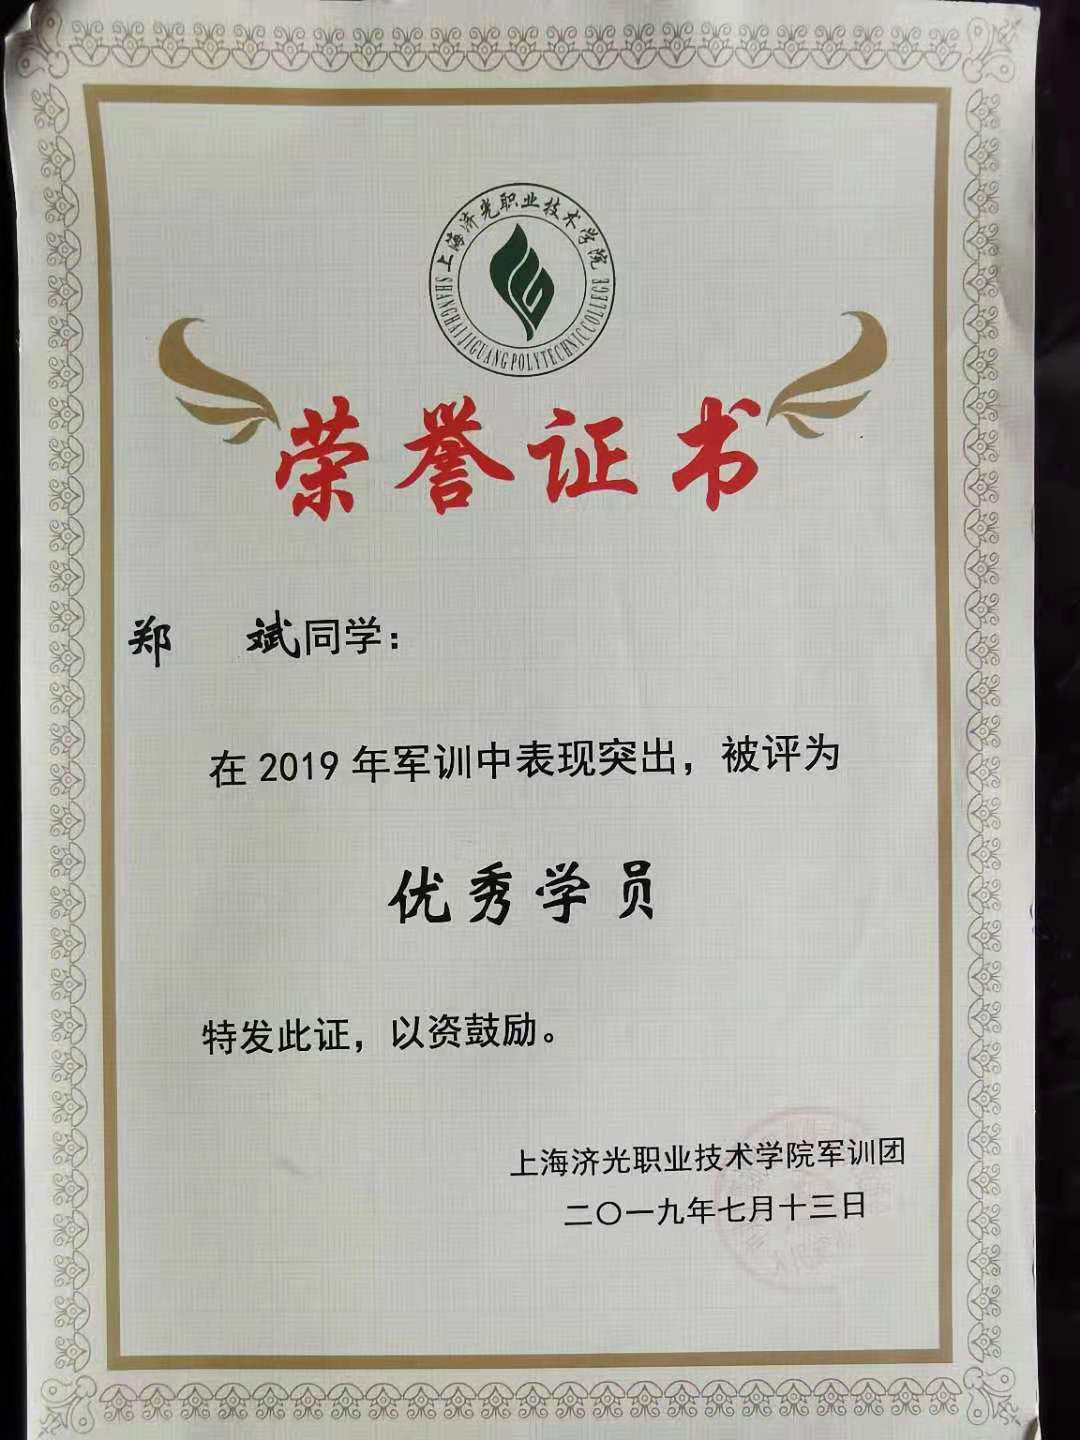 上海济光职业技术学院
SHANGHAI JIGUANG POLYTECHNIC COLLEGE
荣誉证书
郑 斌同学：
在2019年军训中表现突出，被评为
优秀学员
特发此证，以资鼓励。
上海济光职业技术学院军训团
二〇一九年七月十三日